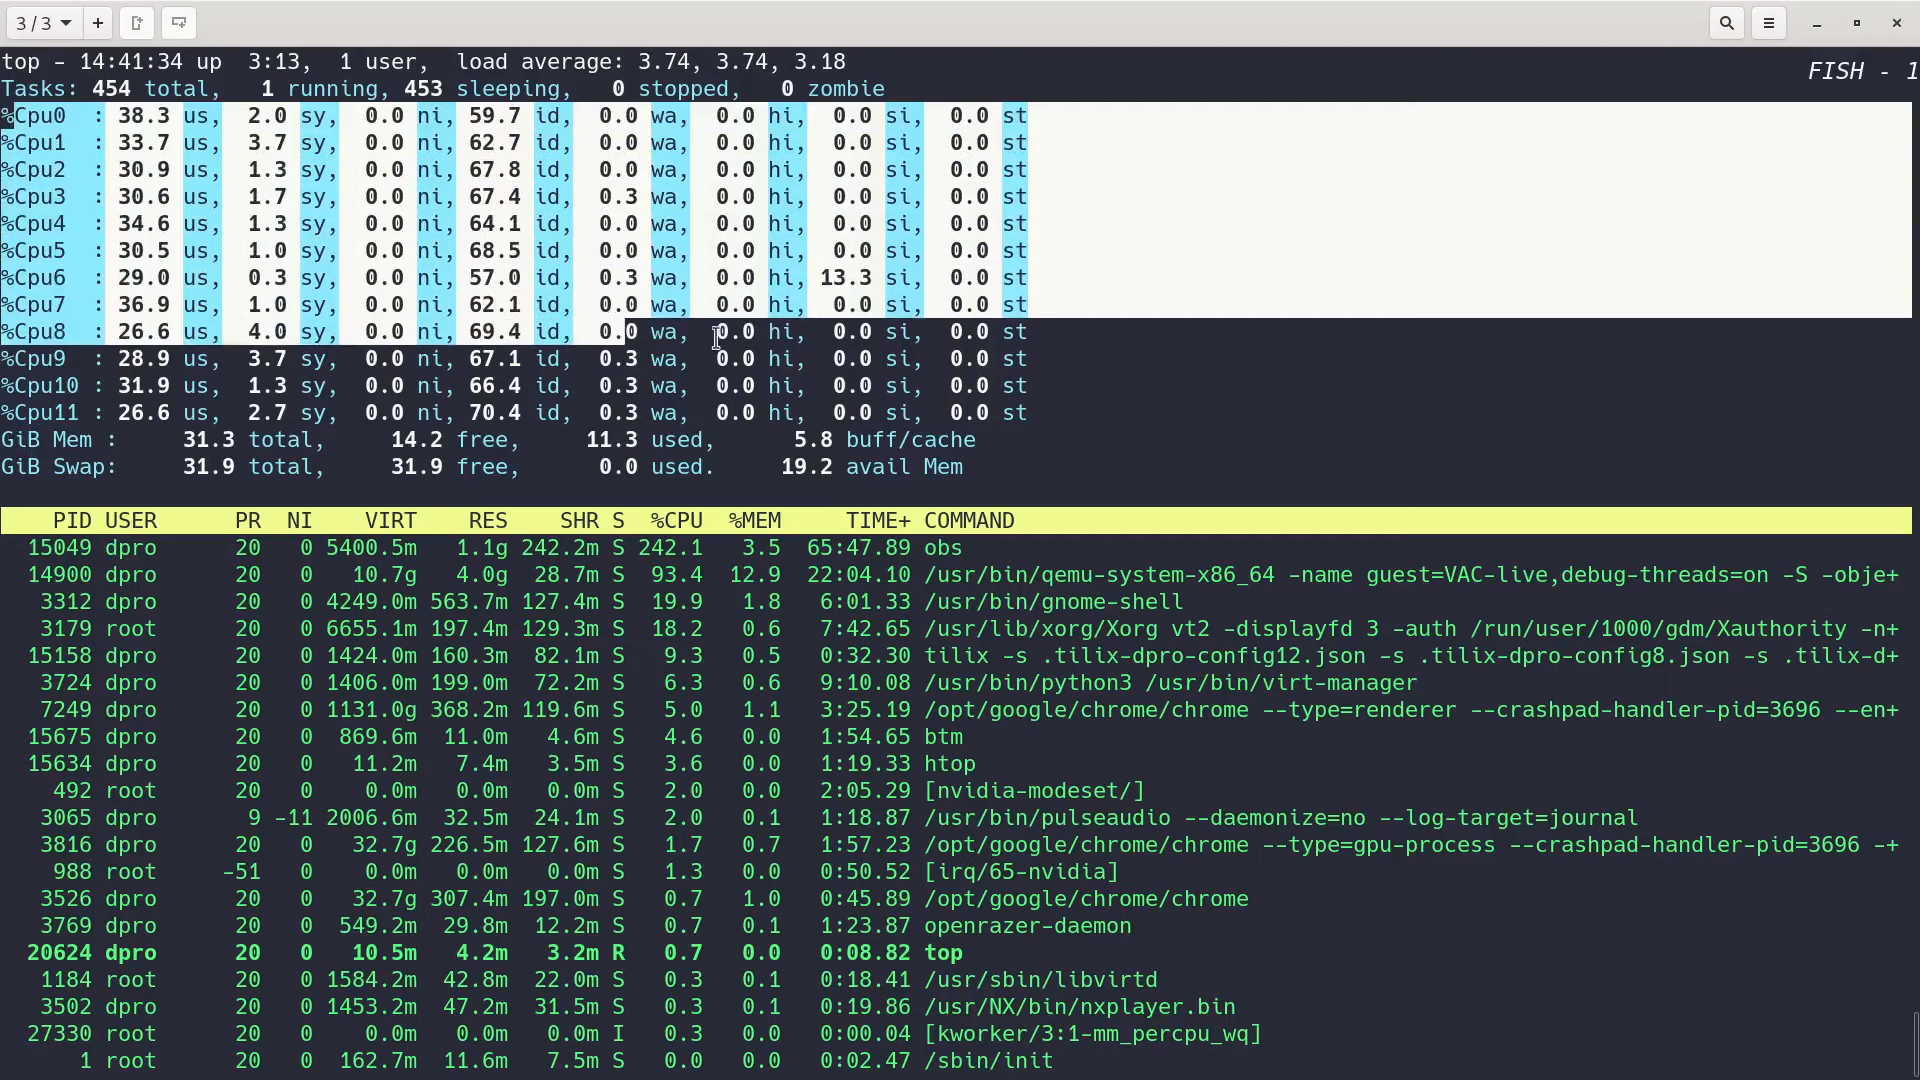 3 / 3
top - 14:41:34 up  3:13,  1 user,  load average: 3.74, 3.74, 3.18
FISH - 1
Tasks: 454 total,   1 running, 453 sleeping,   0 stopped,   0 zombie
%Cpu0  : 38.3 us,  2.0 sy,  0.0 ni, 59.7 id,  0.0 wa,  0.0 hi,  0.0 si,  0.0 st
%Cpu1  : 33.7 us,  3.7 sy,  0.0 ni, 62.7 id,  0.0 wa,  0.0 hi,  0.0 si,  0.0 st
%Cpu2  : 30.9 us,  1.3 sy,  0.0 ni, 67.8 id,  0.0 wa,  0.0 hi,  0.0 si,  0.0 st
%Cpu3  : 30.6 us,  1.7 sy,  0.0 ni, 67.4 id,  0.3 wa,  0.0 hi,  0.0 si,  0.0 st
%Cpu4  : 34.6 us,  1.3 sy,  0.0 ni, 64.1 id,  0.0 wa,  0.0 hi,  0.0 si,  0.0 st
%Cpu5  : 30.5 us,  1.0 sy,  0.0 ni, 68.5 id,  0.0 wa,  0.0 hi,  0.0 si,  0.0 st
%Cpu6  : 29.0 us,  0.3 sy,  0.0 ni, 57.0 id,  0.3 wa,  0.0 hi, 13.3 si,  0.0 st
%Cpu7  : 36.9 us,  1.0 sy,  0.0 ni, 62.1 id,  0.0 wa,  0.0 hi,  0.0 si,  0.0 st
%Cpu8  : 26.6 us,  4.0 sy,  0.0 ni, 69.4 id,  0.0 wa,  0.0 hi,  0.0 si,  0.0 st
%Cpu9  : 28.9 us,  3.7 sy,  0.0 ni, 67.1 id,  0.3 wa,  0.0 hi,  0.0 si,  0.0 st
%Cpu10 : 31.9 us,  1.3 sy,  0.0 ni, 66.4 id,  0.3 wa,  0.0 hi,  0.0 si,  0.0 st
%Cpu11 : 26.6 us,  2.7 sy,  0.0 ni, 70.4 id,  0.3 wa,  0.0 hi,  0.0 si,  0.0 st
GiB Mem :     31.3 total,     14.2 free,     11.3 used,      5.8 buff/cache
GiB Swap:     31.9 total,     31.9 free,      0.0 used.     19.2 avail Mem
PID USER      PR  NI    VIRT    RES    SHR S  %CPU  %MEM     TIME+ COMMAND
15049 dpro      20   0 5400.5m   1.1g 242.2m S 242.1   3.5  65:47.89 obs
14900 dpro      20   0   10.7g   4.0g  28.7m S  93.4  12.9  22:04.10 /usr/bin/qemu-system-x86_64 -name guest=VAC-live,debug-threads=on -S -obje+
3312 dpro      20   0 4249.0m 563.7m 127.4m S  19.9   1.8   6:01.33 /usr/bin/gnome-shell
3179 root      20   0 6655.1m 197.4m 129.3m S  18.2   0.6   7:42.65 /usr/lib/xorg/Xorg vt2 -displayfd 3 -auth /run/user/1000/gdm/Xauthority -n+
15158 dpro      20   0 1424.0m 160.3m  82.1m S   9.3   0.5   0:32.30 tilix -s .tilix-dpro-config12.json -s .tilix-dpro-config8.json -s .tilix-d+
3724 dpro      20   0 1406.0m 199.0m  72.2m S   6.3   0.6   9:10.08 /usr/bin/python3 /usr/bin/virt-manager
7249 dpro      20   0 1131.0g 368.2m 119.6m S   5.0   1.1   3:25.19 /opt/google/chrome/chrome --type=renderer --crashpad-handler-pid=3696 --en+
15675 dpro      20   0  869.6m  11.0m   4.6m S   4.6   0.0   1:54.65 btm
15634 dpro      20   0   11.2m   7.4m   3.5m S   3.6   0.0   1:19.33 htop
492 root      20   0    0.0m   0.0m   0.0m S   2.0   0.0   2:05.29 [nvidia-modeset/]
3065 dpro       9 -11 2006.6m  32.5m  24.1m S   2.0   0.1   1:18.87 /usr/bin/pulseaudio --daemonize=no --log-target=journal
3816 dpro      20   0   32.7g 226.5m 127.6m S   1.7   0.7   1:57.23 /opt/google/chrome/chrome --type=gpu-process --crashpad-handler-pid=3696 -+
988 root     -51   0    0.0m   0.0m   0.0m S   1.3   0.0   0:50.52 [irq/65-nvidia]
3526 dpro      20   0   32.7g 307.4m 197.0m S   0.7   1.0   0:45.89 /opt/google/chrome/chrome
3769 dpro      20   0  549.2m  29.8m  12.2m S   0.7   0.1   1:23.87 openrazer-daemon
20624 dpro      20   0   10.5m   4.2m   3.2m R   0.7   0.0   0:08.82 top
1184 root      20   0 1584.2m  42.8m  22.0m S   0.3   0.1   0:18.41 /usr/sbin/libvirtd
3502 dpro      20   0 1453.2m  47.2m  31.5m S   0.3   0.1   0:19.86 /usr/NX/bin/nxplayer.bin
27330 root      20   0    0.0m   0.0m   0.0m I   0.3   0.0   0:00.04 [kworker/3:1-mm_percpu_wq]
1 root      20   0  162.7m  11.6m   7.5m S   0.0   0.0   0:02.47 /sbin/init